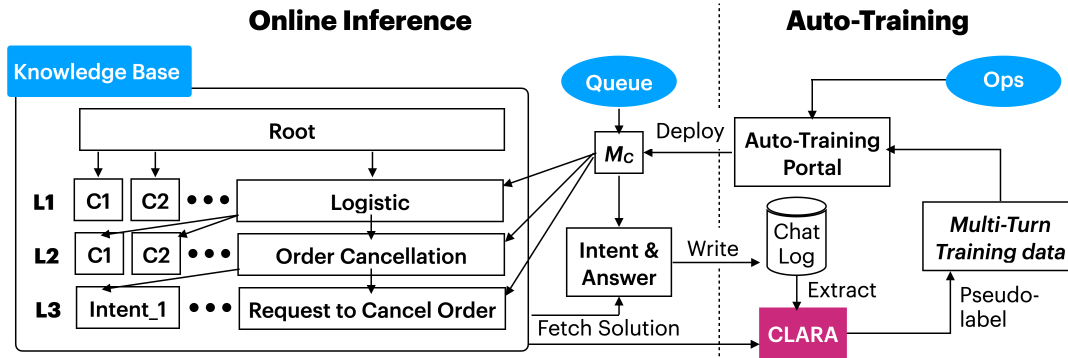 Online Inference
Auto-Training
Knowledge Base
Queue
Ops
Root
Deploy
Auto-Training
Portal
Mc
L1
C1
C2
•••
Logistic
Chat
Log
Multi-Turn
Training data
L2
C1
C2
•••
Order Cancellation
Intent &
Answer
Write
L3
Intent_1
•••
Request to Cancel Order
Extract
Pseudo-
label
Fetch Solution
CLARA